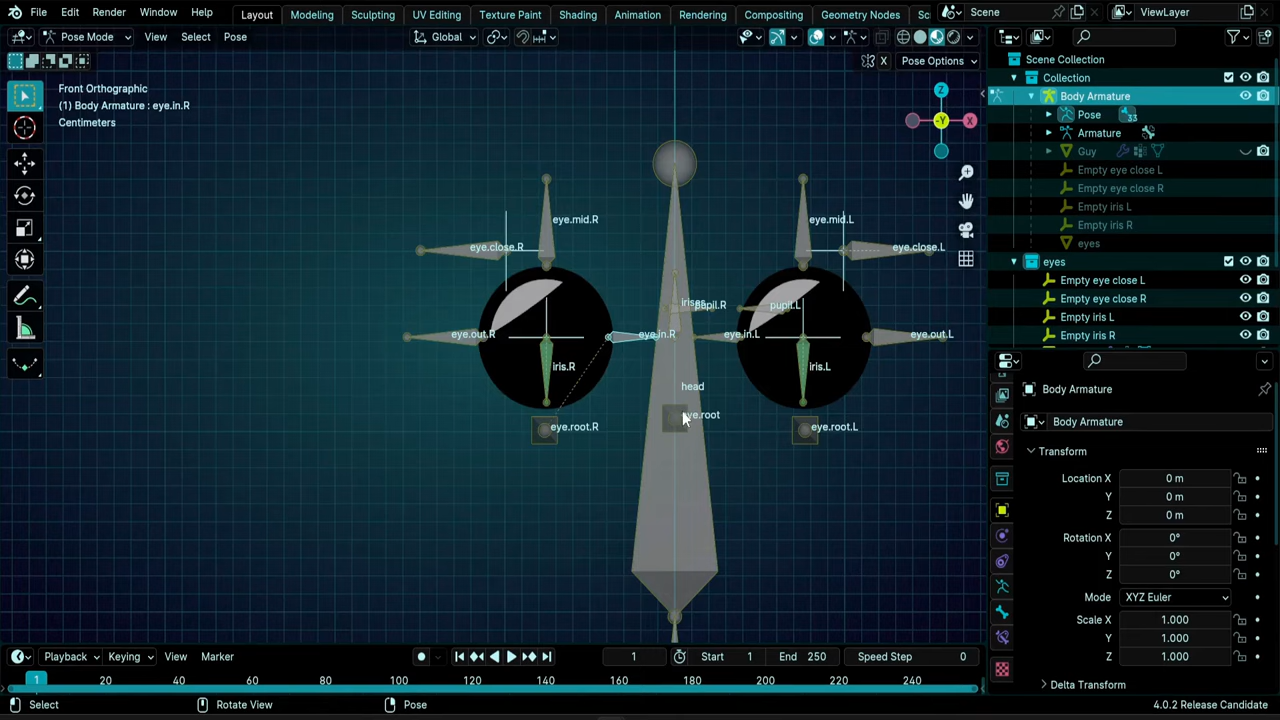 File Edit Render Window Help Layout Modeling Sculpting UV Editing Texture Paint Shading Animation Rendering Compositing Geometry Nodes Sc Scene ViewLayer
Pose Mode View Select Pose Global
X Pose Options
Front Orthographic
(1) Body Armature : eye.in.R
Centimeters
Z
-Y
X
eye.mid.R
eye.mid.L
eye.close.R
eye.close.L
irises
pupil.R
pupil.L
eye.out.R
eye.in.R
eye.in.L
eye.out.L
iris.R
iris.L
head
eye.root
eye.root.R
eye.root.L
Scene Collection
Collection
Body Armature
Pose 33
Armature
Guy
Empty eye close L
Empty eye close R
Empty iris L
Empty iris R
eyes
eyes
Empty eye close L
Empty eye close R
Empty iris L
Empty iris R
Body Armature
Body Armature
Transform
Location X 0 m
Y 0 m
Z 0 m
Rotation X 0°
Y 0°
Z 0°
Mode XYZ Euler
Scale X 1.000
Y 1.000
Z 1.000
Delta Transform
Playback Keying View Marker 1 Start 1 End 250 Speed Step 0
1 20 40 60 80 100 120 140 160 180 200 220 240
Select Rotate View Pose 4.0.2 Release Candidate